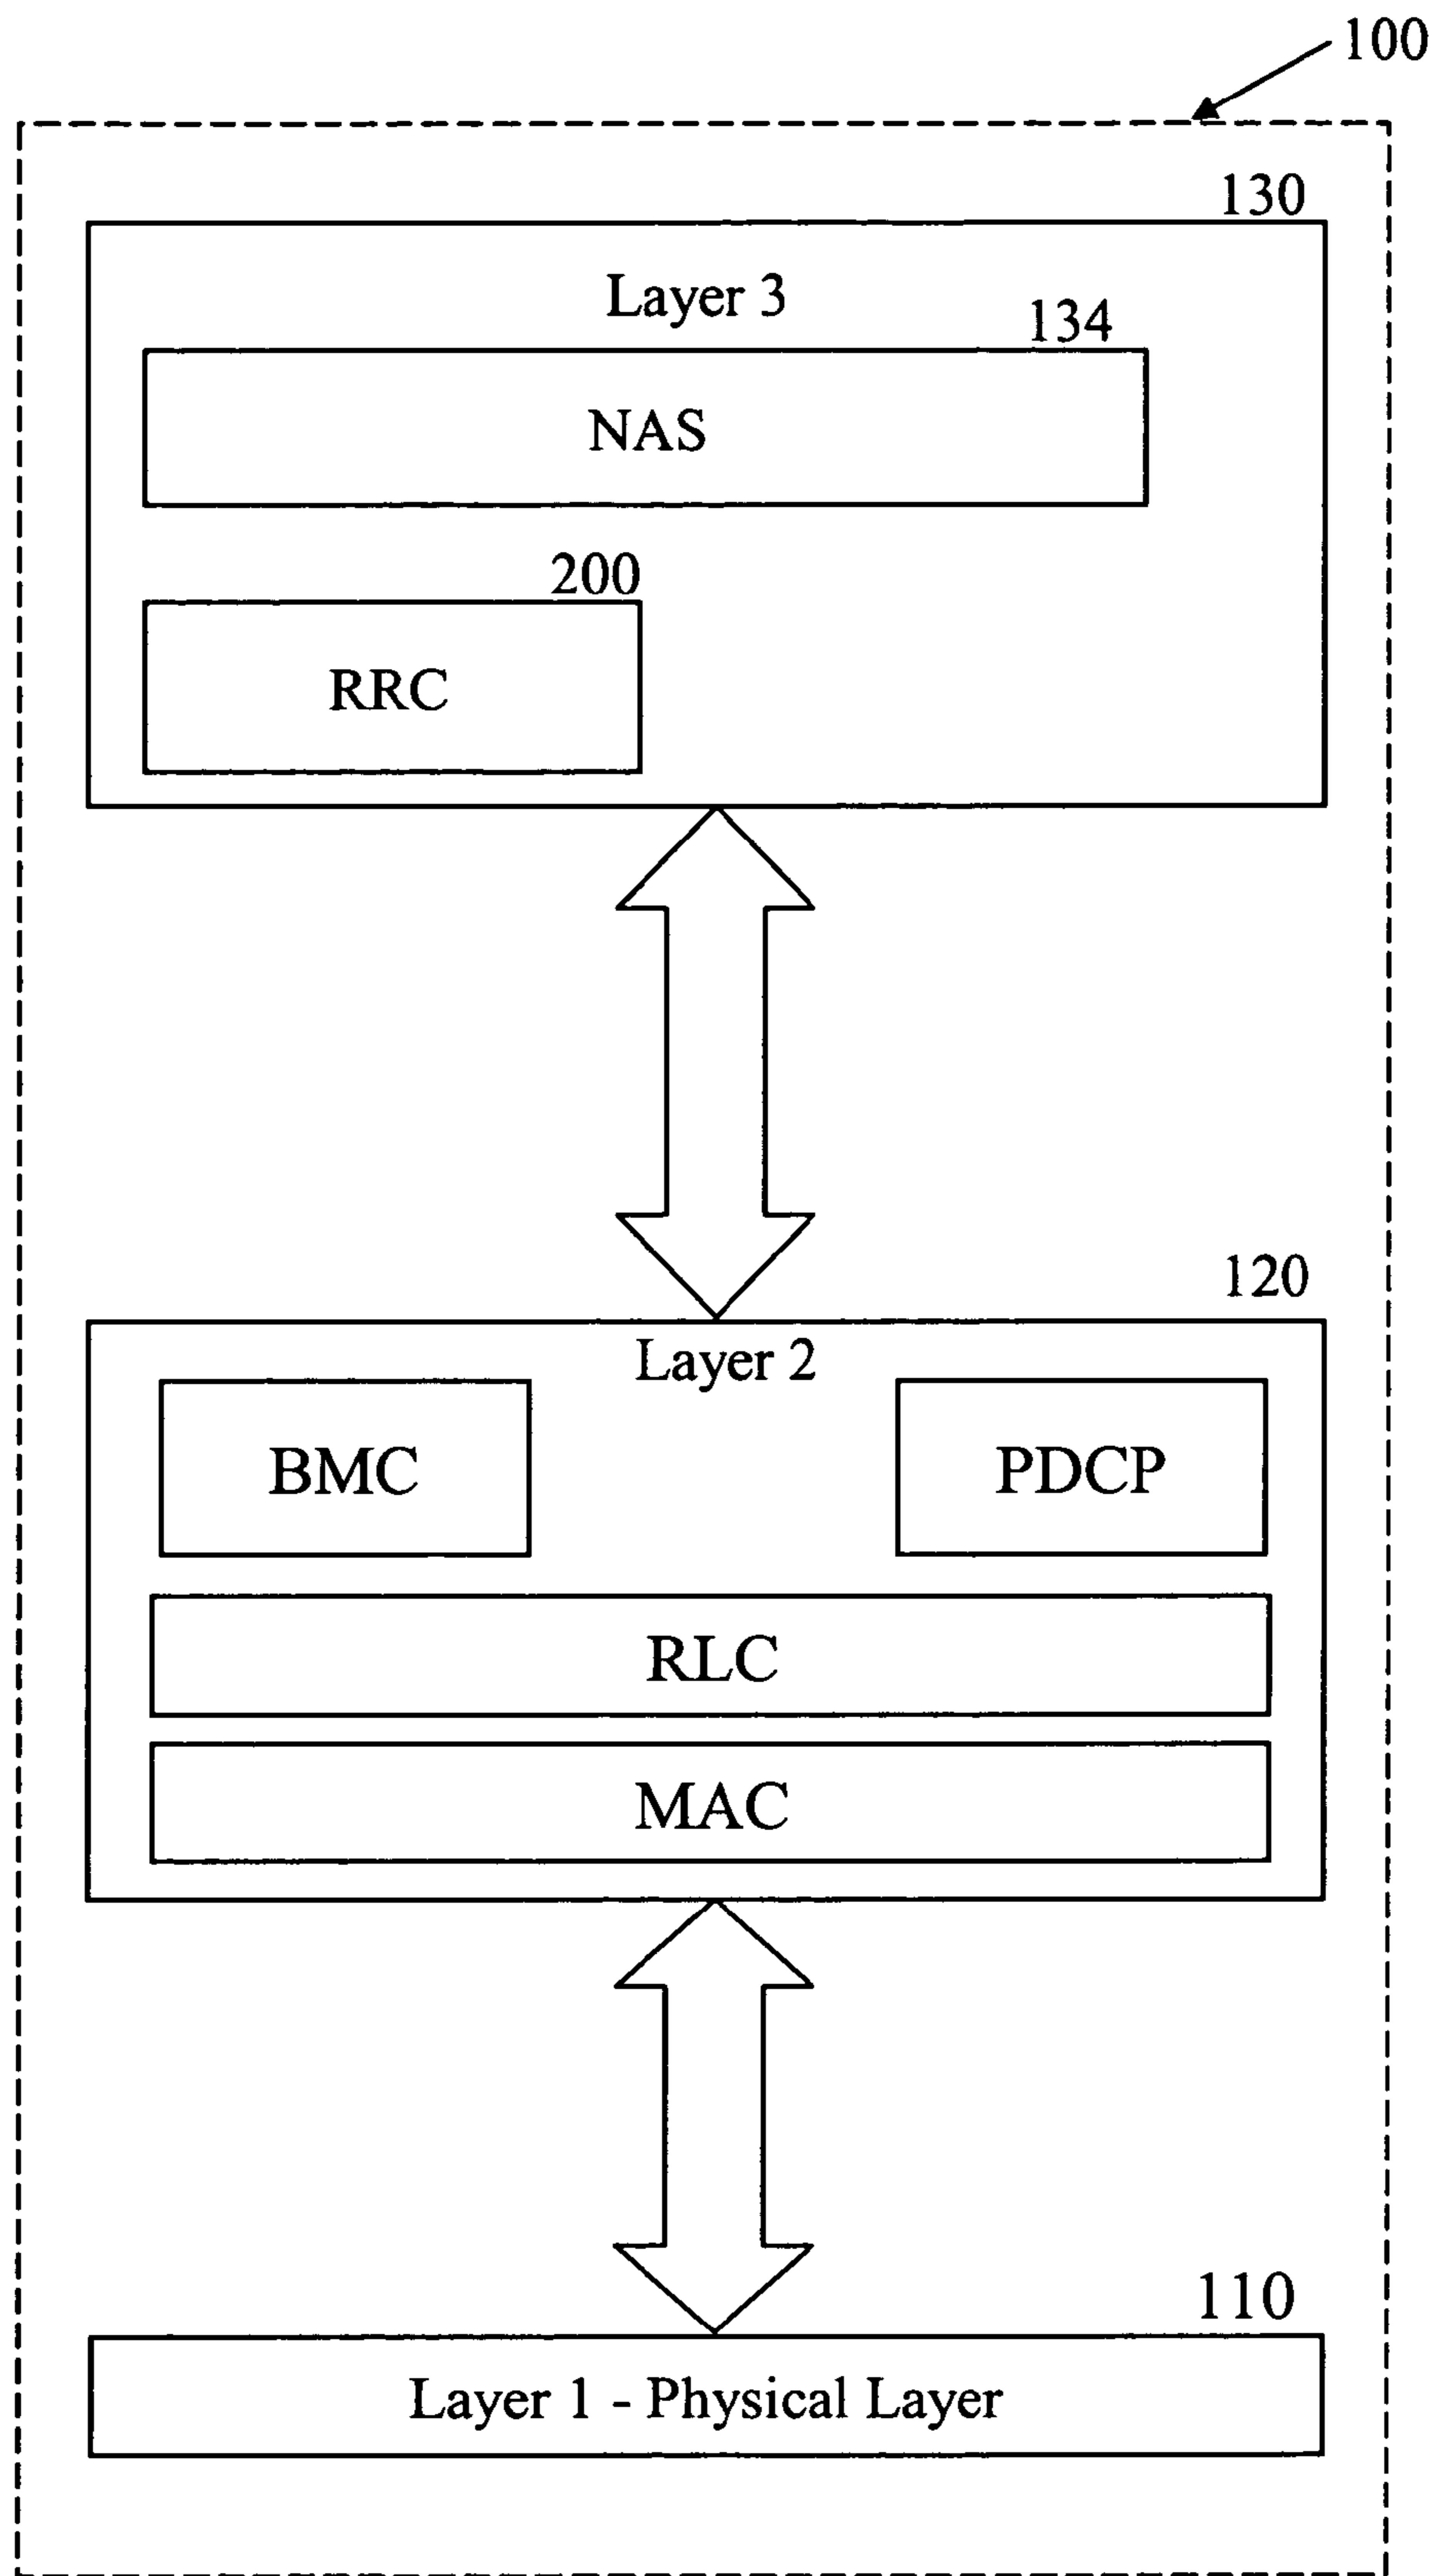 100
130
Layer 3
134
NAS
200
RRC
120
Layer 2
BMC
PDCP
RLC
MAC
110
Layer 1 - Physical Layer